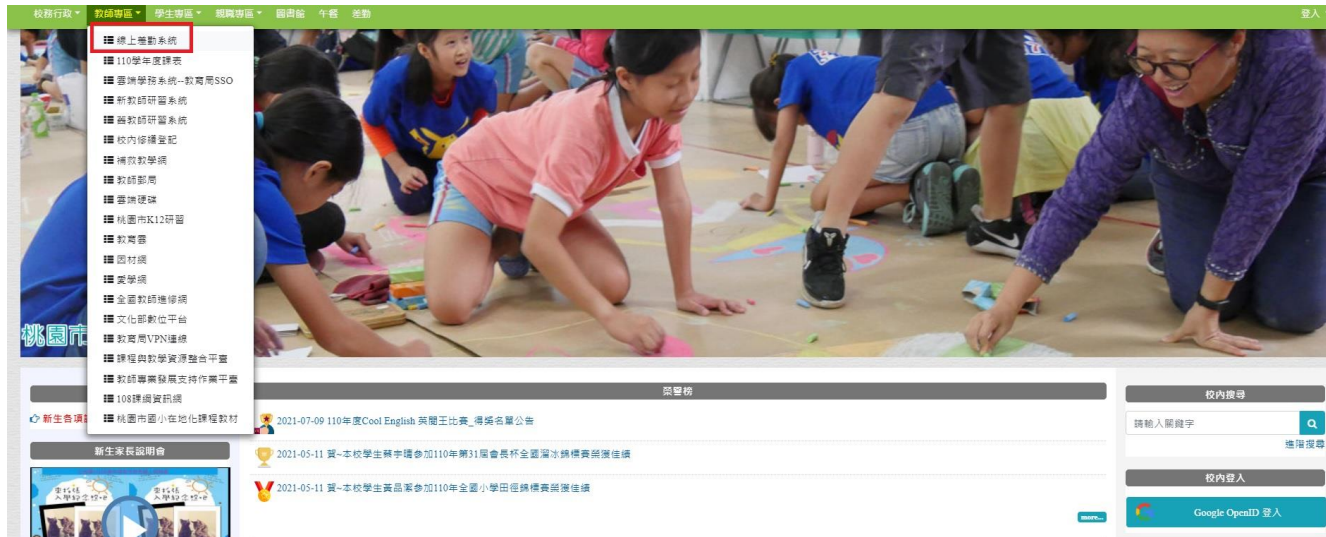 校務行政 教師專區 學生專區 親職專區 圖書館 午餐 差勤 登入
線上差勤系統
110學年度課表
雲端學務系統--教育局SSO
新教師研習系統
舊教師研習系統
校內修繕登記
補救教學網
教師郵局
雲端硬碟
桃園市K12研習
教育雲
因材網
愛學網
全國教師進修網
文化部數位平台
教育局VPN連線
課程與教學資源整合平臺
教師專業發展支持作業平臺
108課綱資訊網
桃園市國小在地化課程教材
桃園市
新生各項
新生家長說明會
榮譽榜
2021-07-09 110年度Cool English 英閱王比賽_得獎名單公告
2021-05-11 賀~本校學生蔡宇晴參加110年第31屆會長杯全國溜冰錦標賽榮獲佳績
2021-05-11 賀~本校學生黃品潔參加110年全國小學田徑錦標賽榮獲佳績
more...
校內搜尋
請輸入關鍵字
進階搜尋
校內登入
Google OpenID 登入